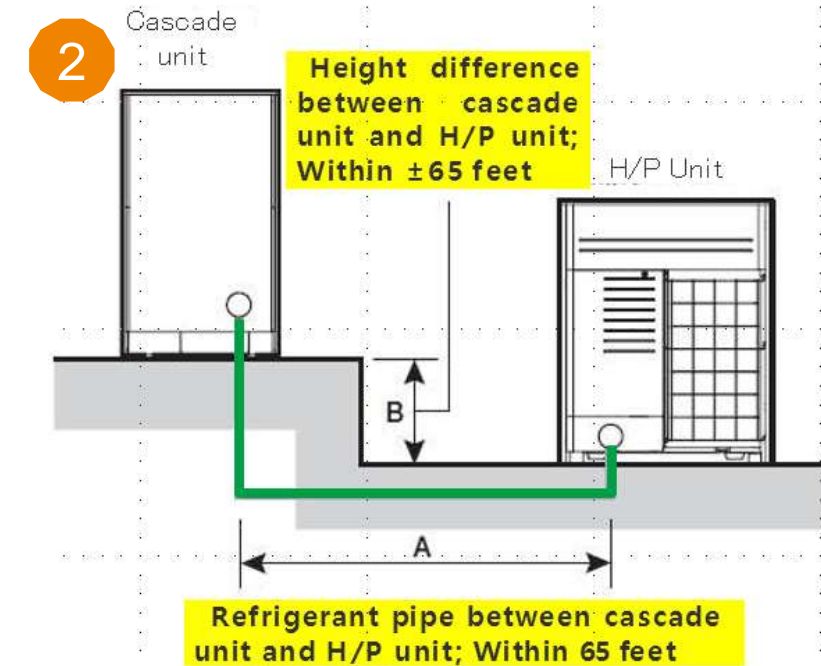 2
Cascade
unit
Height difference
between cascade
unit and H/P unit;
Within ±65 feet
H/P Unit
B
A
Refrigerant pipe between cascade
unit and H/P unit; Within 65 feet